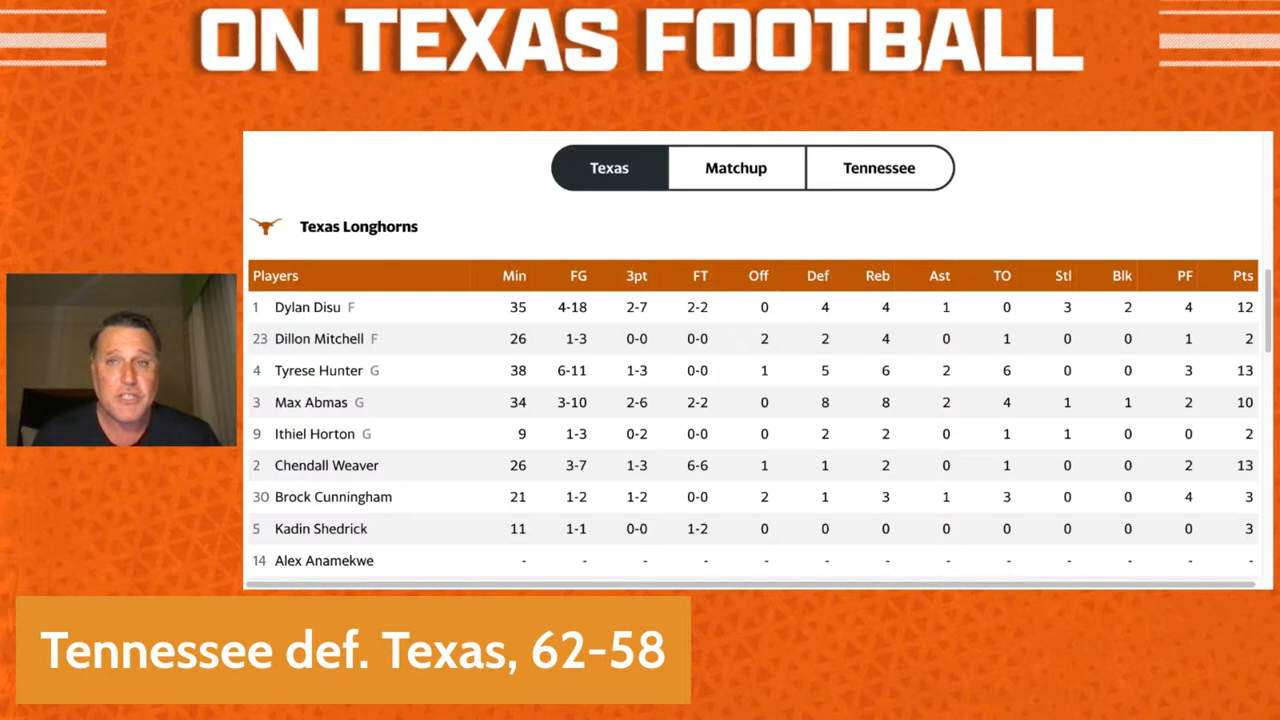 ON TEXAS FOOTBALL
Texas Matchup Tennessee
Texas Longhorns
Players Min FG 3pt FT Off Def Reb Ast TO Stl Blk PF Pts
1 Dylan Disu F 35 4-18 2-7 2-2 0 4 4 1 0 3 2 4 12
23 Dillon Mitchell F 26 1-3 0-0 0-0 2 2 4 0 1 0 0 1 2
4 Tyrese Hunter G 38 6-11 1-3 0-0 1 5 6 2 6 0 0 3 13
3 Max Abmas G 34 3-10 2-6 2-2 0 8 8 2 4 1 1 2 10
9 Ithiel Horton G 9 1-3 0-2 0-0 0 2 2 0 1 1 0 0 2
2 Chendall Weaver 26 3-7 1-3 6-6 1 1 2 0 1 0 0 2 13
30 Brock Cunningham 21 1-2 1-2 0-0 2 1 3 1 3 0 0 4 3
5 Kadin Shedrick 11 1-1 0-0 1-2 0 0 0 0 0 0 0 0 3
14 Alex Anamekwe - - - - - - - - - - - - -
Tennessee def. Texas, 62-58